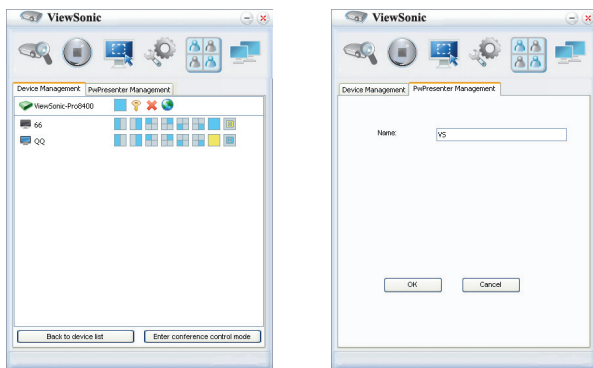 ViewSonic
Device Management PwPresenter Management
ViewSonic-Pro8400
66
QQ
Back to device list Enter conference control mode
ViewSonic
Device Management PwPresenter Management
Name: VS
OK Cancel